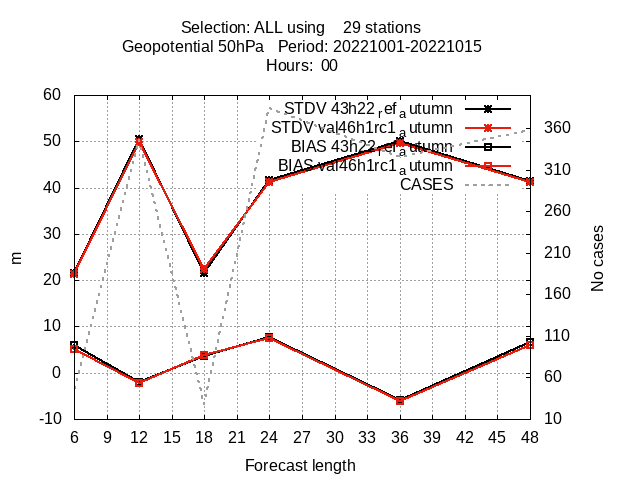 Selection: ALL using 29 stations
Geopotential 50hPa Period: 20221001-20221015
Hours: 00
STDV 43h22_ref_autumn
STDV val46h1rc1_autumn
BIAS 43h22_ref_autumn
BIAS val46h1rc1_autumn
CASES
60
50
40
30
20
10
0
-10
m
360
310
260
210
160
110
60
10
No cases
6 9 12 15 18 21 24 27 30 33 36 39 42 45 48
Forecast length